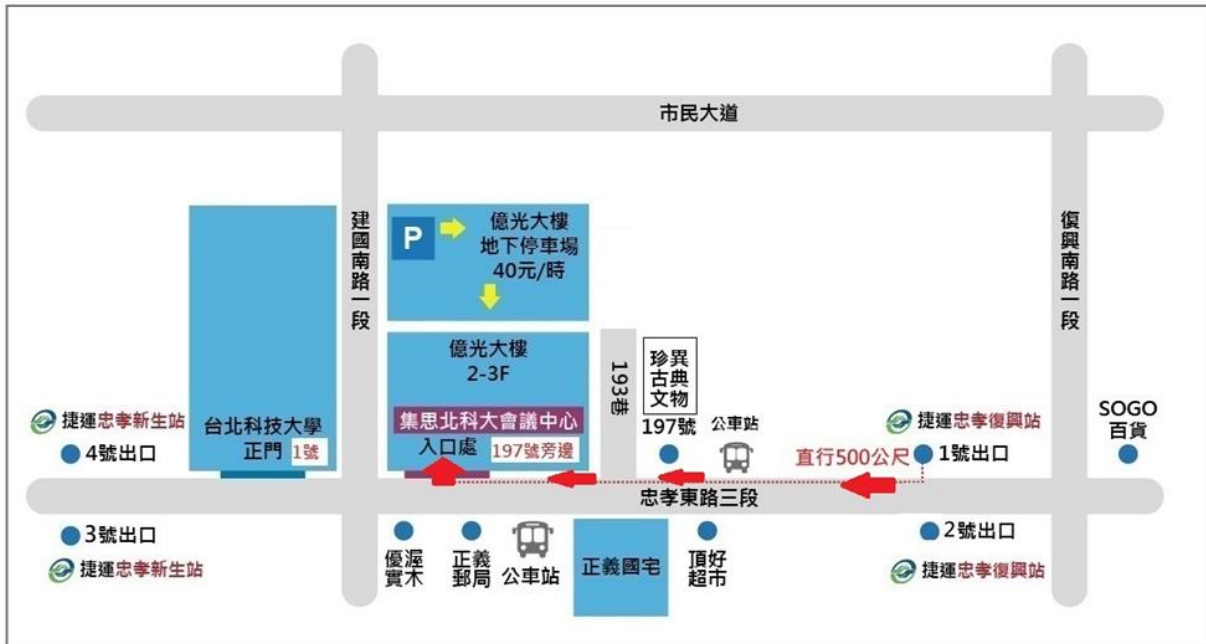 市民大道
建國南路一段
復興南路一段
P
億光大樓
地下停車場
40元/時
億光大樓
2-3F
集思北科大會議中心
入口處 197號旁邊
193巷
珍異
古典
文物
197號
公車站
台北科技大學
正門 1號
捷運忠孝新生站
4號出口
直行500公尺
捷運忠孝復興站
1號出口
SOGO
百貨
忠孝東路三段
3號出口
捷運忠孝新生站
優渥
實木
正義
郵局
公車站
正義國宅
頂好
超市
2號出口
捷運忠孝復興站